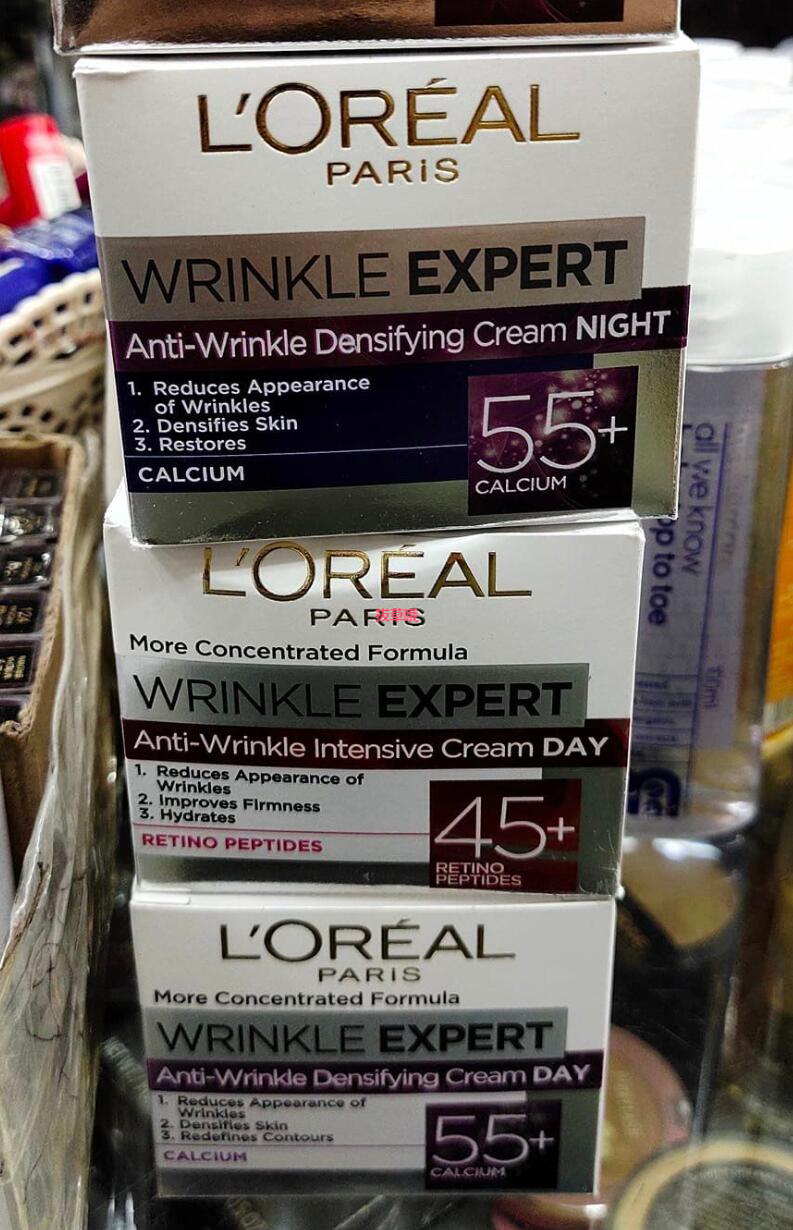 L'ORÉAL
PARiS
WRINKLE EXPERT
Anti-Wrinkle Densifying Cream NIGHT
1. Reduces Appearance
of Wrinkles
2. Densifies Skin
3. Restores
CALCIUM
55+
CALCIUM
L'ORÉAL
PARIS
More Concentrated Formula
WRINKLE EXPERT
Anti-Wrinkle Intensive Cream DAY
1. Reduces Appearance of
Wrinkles
2. Improves Firmness
3. Hydrates
RETINO PEPTIDES
45+
RETINO
PEPTIDES
L'ORÉAL
PARIS
More Concentrated Formula
WRINKLE EXPERT
Anti-Wrinkle Densifying Cream DAY
1. Reduces Appearance of
Wrinkles
2. Densifies Skin
3. Redefines Contours
CALCIUM
55+
CALCIUM
all we know
to toe